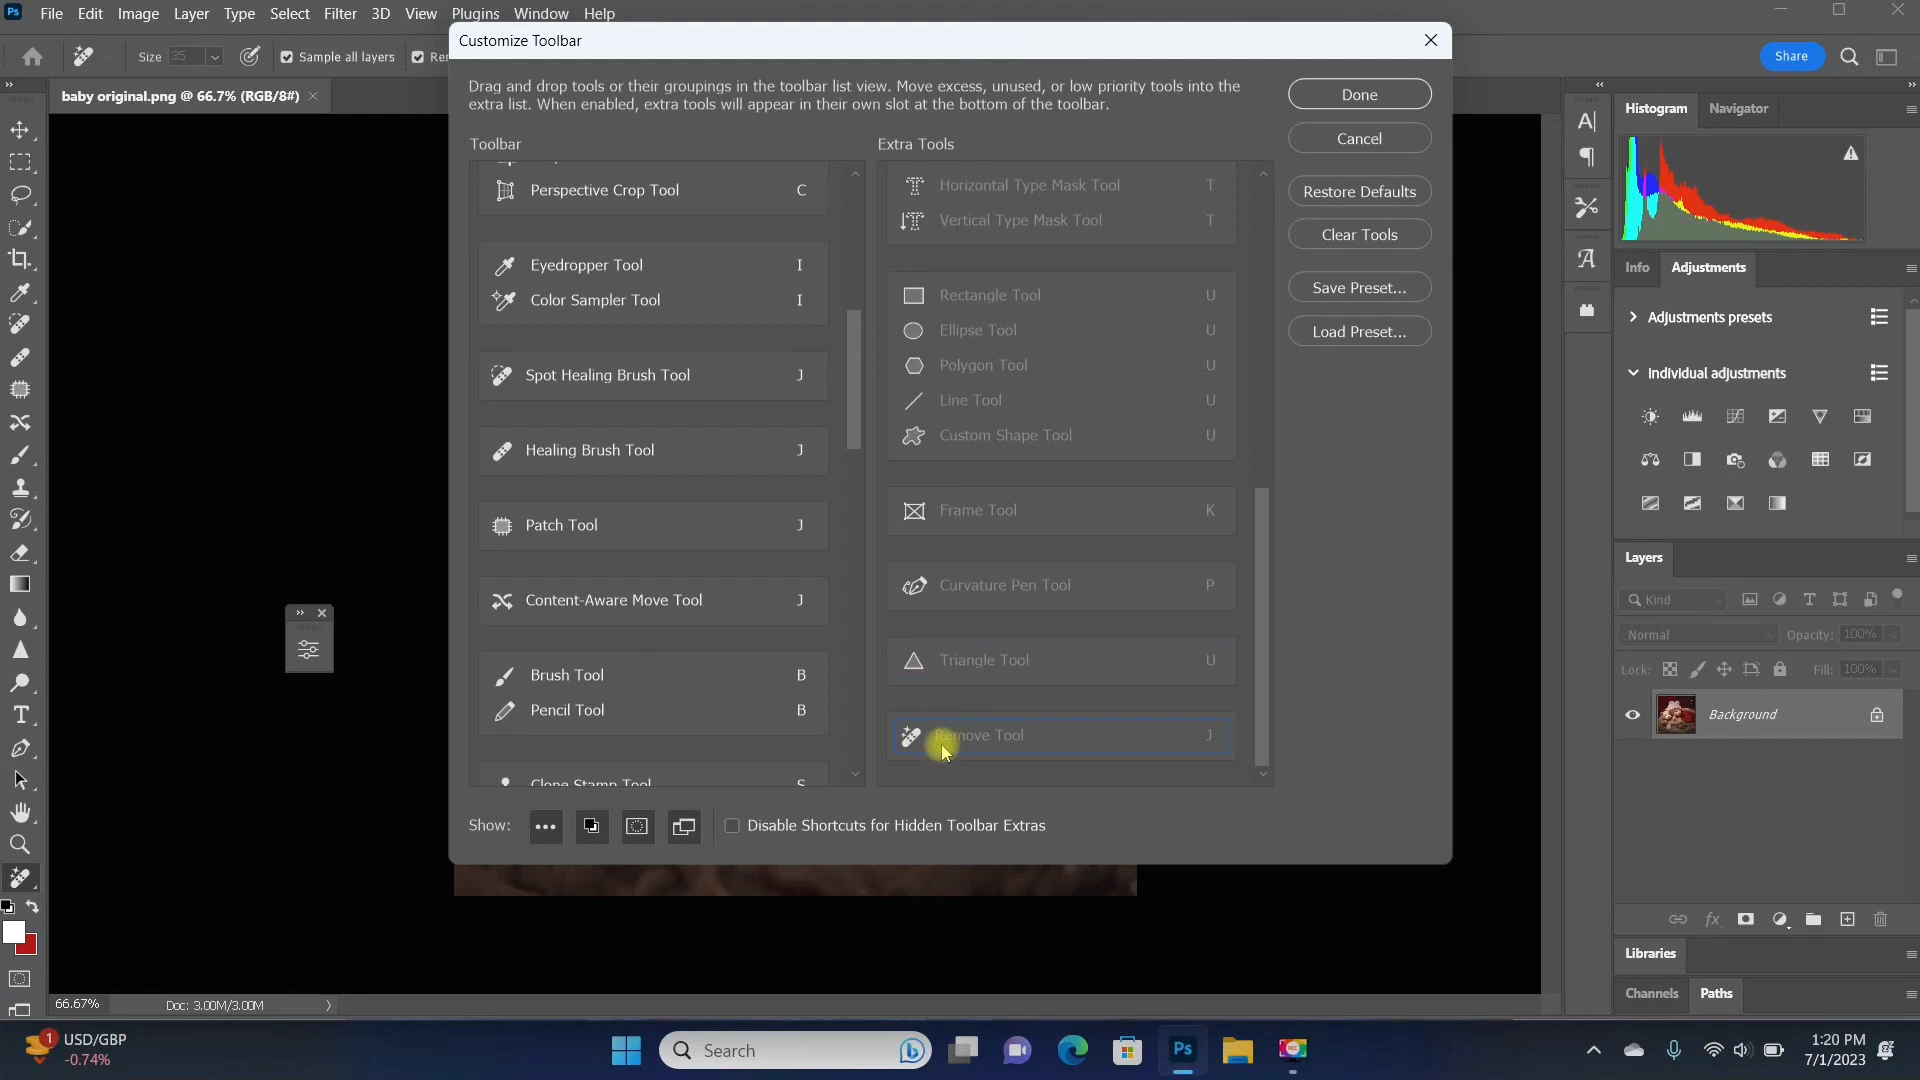 Ps File Edit Image Layer Type Select Filter 3D View Plugins Window Help
Size 35 Sample all layers
Share
baby original.png @ 66.7% (RGB/8#)
Customize Toolbar
Drag and drop tools or their groupings in the toolbar list view. Move excess, unused, or low priority tools into the
extra list. When enabled, extra tools will appear in their own slot at the bottom of the toolbar.
Toolbar
Perspective Crop Tool C
Eyedropper Tool I
Color Sampler Tool I
Spot Healing Brush Tool J
Healing Brush Tool J
Patch Tool J
Content-Aware Move Tool J
Brush Tool B
Pencil Tool B
Clone Stamp Tool S
Extra Tools
Horizontal Type Mask Tool T
Vertical Type Mask Tool T
Rectangle Tool U
Ellipse Tool U
Polygon Tool U
Line Tool U
Custom Shape Tool U
Frame Tool K
Curvature Pen Tool P
Triangle Tool U
Remove Tool J
Done
Cancel
Restore Defaults
Clear Tools
Save Preset...
Load Preset...
Show: Disable Shortcuts for Hidden Toolbar Extras
Histogram Navigator
Info Adjustments
Adjustments presets
Individual adjustments
Layers
Kind
Normal Opacity: 100%
Lock: Fill: 100%
Background
fx
Libraries
Channels Paths
66.67% Doc: 3.00M/3.00M
1 USD/GBP
-0.74%
Search
Ps
1:20 PM
7/1/2023